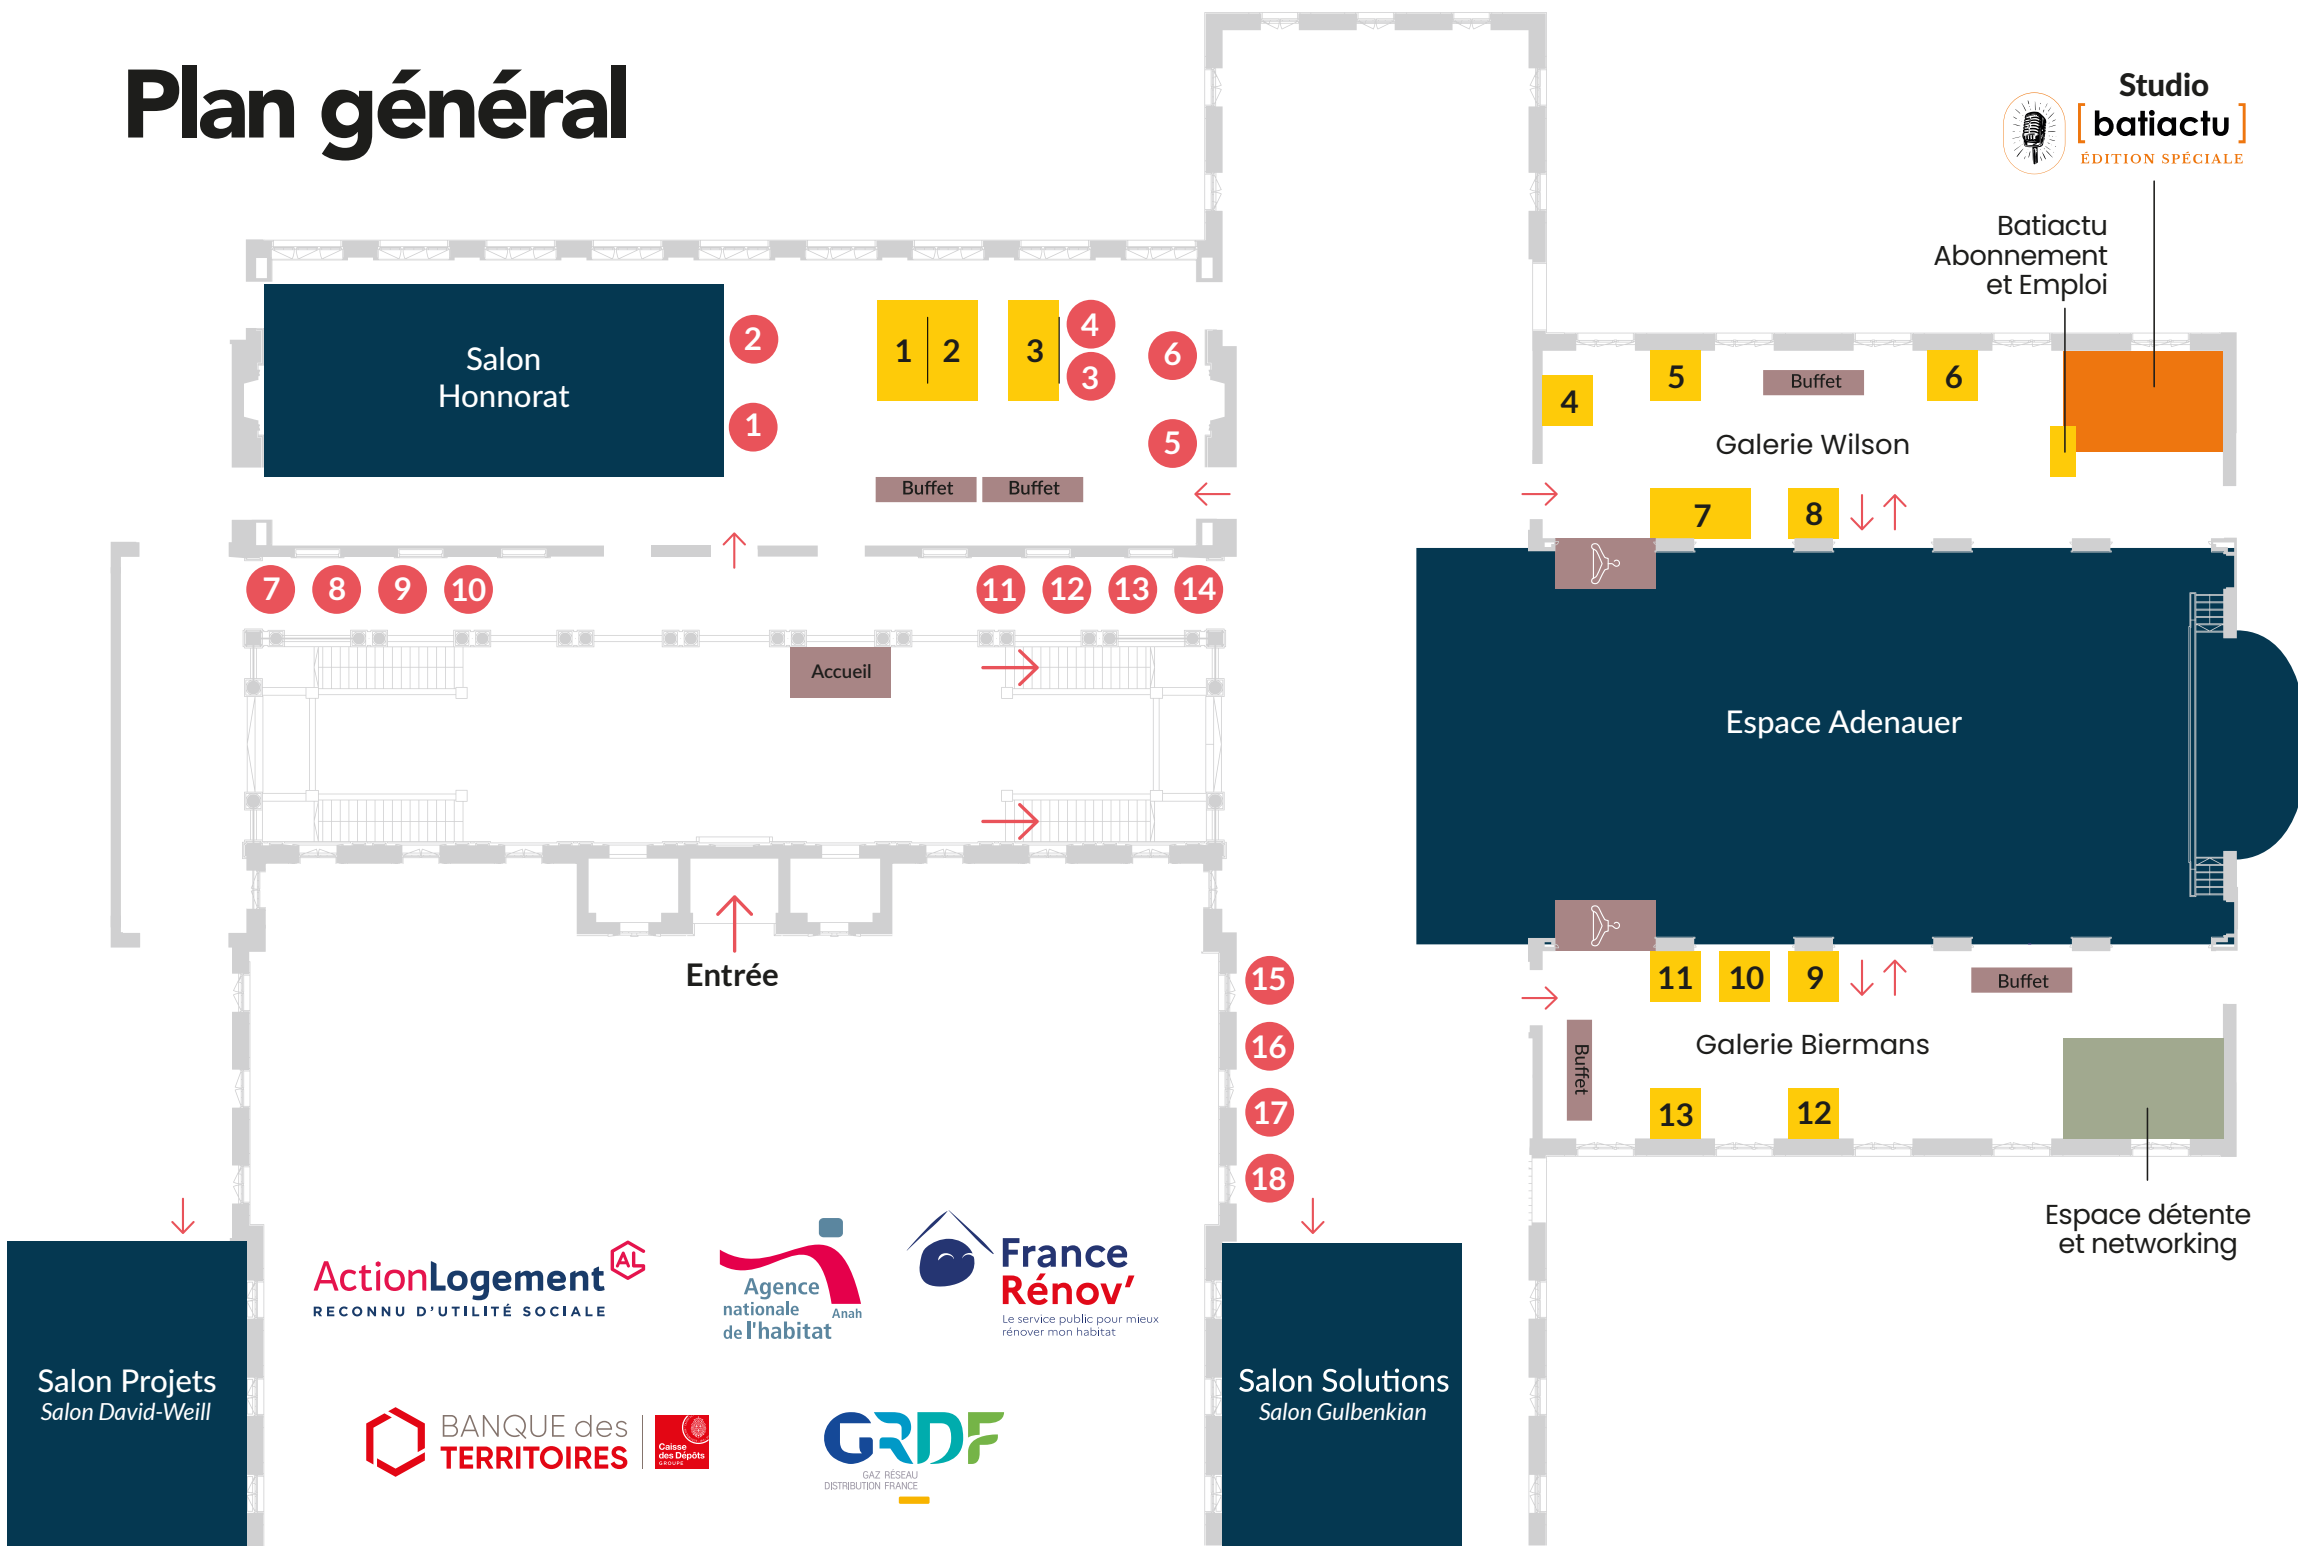 Plan général
Studio
[batiactu]
ÉDITION SPÉCIALE
Batiactu
Abonnement
et Emploi
Salon
Honnorat
2
1
1
2
3
4
3
6
5
Buffet
Buffet
4
5
Buffet
6
Galerie Wilson
7
8
7
8
9
10
11
12
13
14
Accueil
Espace Adenauer
Entrée
15
16
17
18
11
10
9
Buffet
Galerie Biermans
Buffet
13
12
Espace détente
et networking
ActionLogement AL
RECONNU D'UTILITÉ SOCIALE
Agence
nationale
de l'habitat
Anah
France
Rénov'
Le service public pour mieux
rénover mon habitat
Salon Projets
Salon David-Weill
BANQUE des
TERRITOIRES
Caisse
des Dépôts
GROUPE
GRDF
GAZ RÉSEAU
DISTRIBUTION FRANCE
Salon Solutions
Salon Gulbenkian